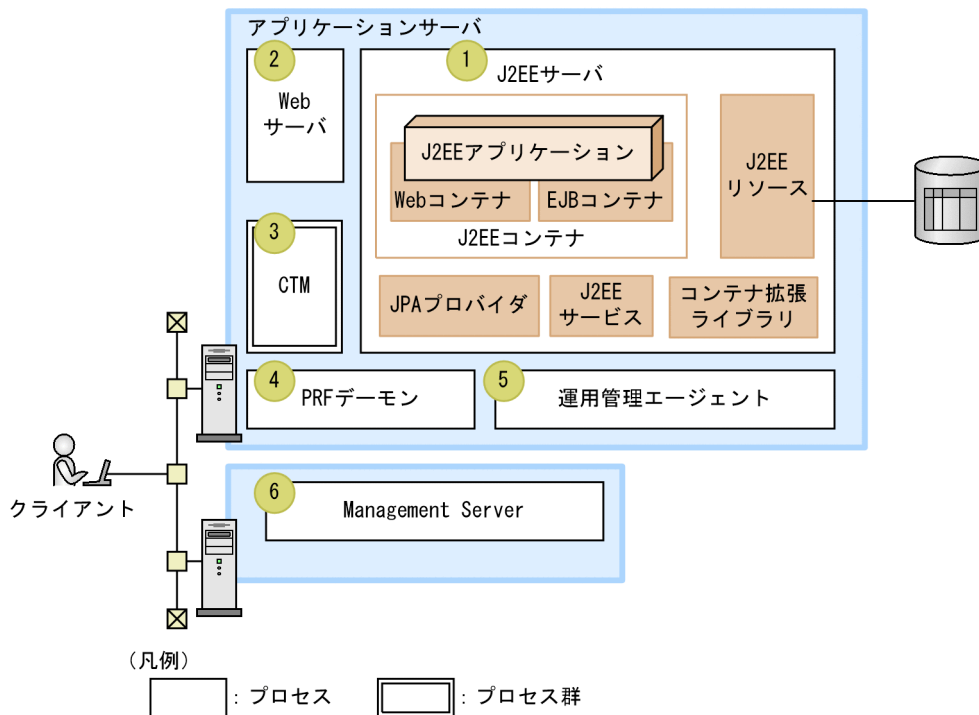 アプリケーションサーバ
2
Web
サーバ
1
J2EEサーバ
J2EEアプリケーション
Webコンテナ
EJBコンテナ
J2EEコンテナ
J2EE
リソース
3
CTM
JPAプロバイダ
J2EE
サービス
コンテナ拡張
ライブラリ
4
PRFデーモン
5
運用管理エージェント
クライアント
6
Management Server
(凡例)
: プロセス
: プロセス群